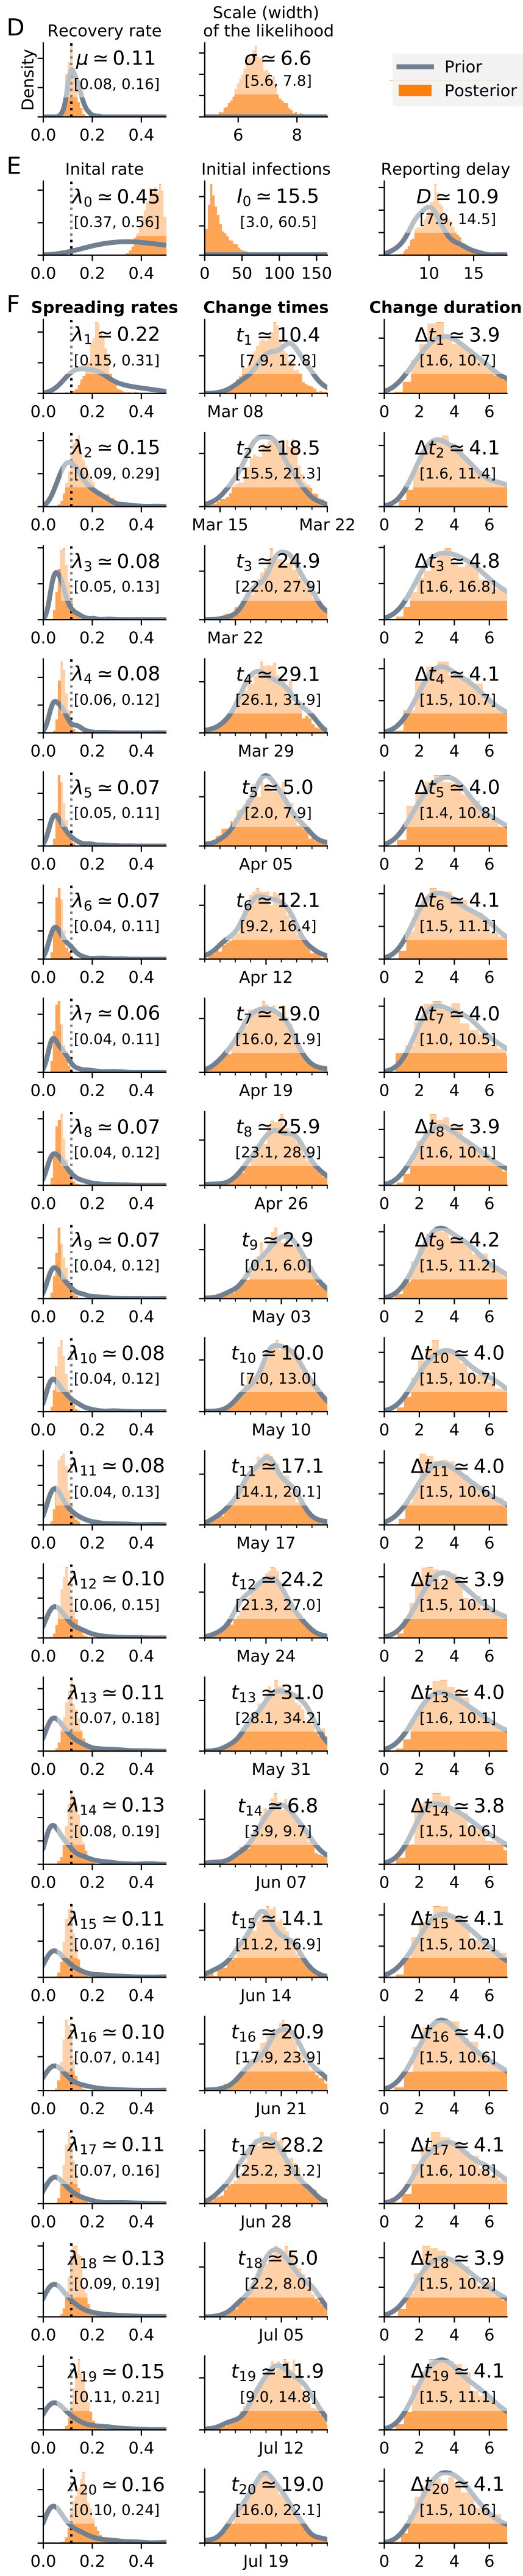 D
Recovery rate
Scale (width)
of the likelihood
Density
μ ≃ 0.11
[0.08, 0.16]
σ ≃ 6.6
[5.6, 7.8]
Prior
Posterior
0.0 0.2 0.4
6 8
E
Inital rate
Initial infections
Reporting delay
λ0 ≃ 0.45
[0.37, 0.56]
I0 ≃ 15.5
[3.0, 60.5]
D ≃ 10.9
[7.9, 14.5]
0.0 0.2 0.4
0 50 100 150
10 15
F
Spreading rates
Change times
Change duration
λ1 ≃ 0.22
[0.15, 0.31]
t1 ≃ 10.4
[7.9, 12.8]
Δt1 ≃ 3.9
[1.6, 10.7]
0.0 0.2 0.4
Mar 08
0 2 4 6
λ2 ≃ 0.15
[0.09, 0.29]
t2 ≃ 18.5
[15.5, 21.3]
Δt2 ≃ 4.1
[1.6, 11.4]
0.0 0.2 0.4
Mar 15 Mar 22
0 2 4 6
λ3 ≃ 0.08
[0.05, 0.13]
t3 ≃ 24.9
[22.0, 27.9]
Δt3 ≃ 4.8
[1.6, 16.8]
0.0 0.2 0.4
Mar 22
0 2 4 6
λ4 ≃ 0.08
[0.06, 0.12]
t4 ≃ 29.1
[26.1, 31.9]
Δt4 ≃ 4.1
[1.5, 10.7]
0.0 0.2 0.4
Mar 29
0 2 4 6
λ5 ≃ 0.07
[0.05, 0.11]
t5 ≃ 5.0
[2.0, 7.9]
Δt5 ≃ 4.0
[1.4, 10.8]
0.0 0.2 0.4
Apr 05
0 2 4 6
λ6 ≃ 0.07
[0.04, 0.11]
t6 ≃ 12.1
[9.2, 16.4]
Δt6 ≃ 4.1
[1.5, 11.1]
0.0 0.2 0.4
Apr 12
0 2 4 6
λ7 ≃ 0.06
[0.04, 0.11]
t7 ≃ 19.0
[16.0, 21.9]
Δt7 ≃ 4.0
[1.0, 10.5]
0.0 0.2 0.4
Apr 19
0 2 4 6
λ8 ≃ 0.07
[0.04, 0.12]
t8 ≃ 25.9
[23.1, 28.9]
Δt8 ≃ 3.9
[1.6, 10.1]
0.0 0.2 0.4
Apr 26
0 2 4 6
λ9 ≃ 0.07
[0.04, 0.12]
t9 ≃ 2.9
[0.1, 6.0]
Δt9 ≃ 4.2
[1.5, 11.2]
0.0 0.2 0.4
May 03
0 2 4 6
λ10 ≃ 0.08
[0.04, 0.12]
t10 ≃ 10.0
[7.0, 13.0]
Δt10 ≃ 4.0
[1.5, 10.7]
0.0 0.2 0.4
May 10
0 2 4 6
λ11 ≃ 0.08
[0.04, 0.13]
t11 ≃ 17.1
[14.1, 20.1]
Δt11 ≃ 4.0
[1.5, 10.6]
0.0 0.2 0.4
May 17
0 2 4 6
λ12 ≃ 0.10
[0.06, 0.15]
t12 ≃ 24.2
[21.3, 27.0]
Δt12 ≃ 3.9
[1.5, 10.1]
0.0 0.2 0.4
May 24
0 2 4 6
λ13 ≃ 0.11
[0.07, 0.18]
t13 ≃ 31.0
[28.1, 34.2]
Δt13 ≃ 4.0
[1.6, 10.1]
0.0 0.2 0.4
May 31
0 2 4 6
λ14 ≃ 0.13
[0.08, 0.19]
t14 ≃ 6.8
[3.9, 9.7]
Δt14 ≃ 3.8
[1.5, 10.6]
0.0 0.2 0.4
Jun 07
0 2 4 6
λ15 ≃ 0.11
[0.07, 0.16]
t15 ≃ 14.1
[11.2, 16.9]
Δt15 ≃ 4.1
[1.5, 10.2]
0.0 0.2 0.4
Jun 14
0 2 4 6
λ16 ≃ 0.10
[0.07, 0.14]
t16 ≃ 20.9
[17.9, 23.9]
Δt16 ≃ 4.0
[1.5, 10.6]
0.0 0.2 0.4
Jun 21
0 2 4 6
λ17 ≃ 0.11
[0.07, 0.16]
t17 ≃ 28.2
[25.2, 31.2]
Δt17 ≃ 4.1
[1.6, 10.8]
0.0 0.2 0.4
Jun 28
0 2 4 6
λ18 ≃ 0.13
[0.09, 0.19]
t18 ≃ 5.0
[2.2, 8.0]
Δt18 ≃ 3.9
[1.5, 10.2]
0.0 0.2 0.4
Jul 05
0 2 4 6
λ19 ≃ 0.15
[0.11, 0.21]
t19 ≃ 11.9
[9.0, 14.8]
Δt19 ≃ 4.1
[1.5, 11.1]
0.0 0.2 0.4
Jul 12
0 2 4 6
λ20 ≃ 0.16
[0.10, 0.24]
t20 ≃ 19.0
[16.0, 22.1]
Δt20 ≃ 4.1
[1.5, 10.6]
0.0 0.2 0.4
Jul 19
0 2 4 6